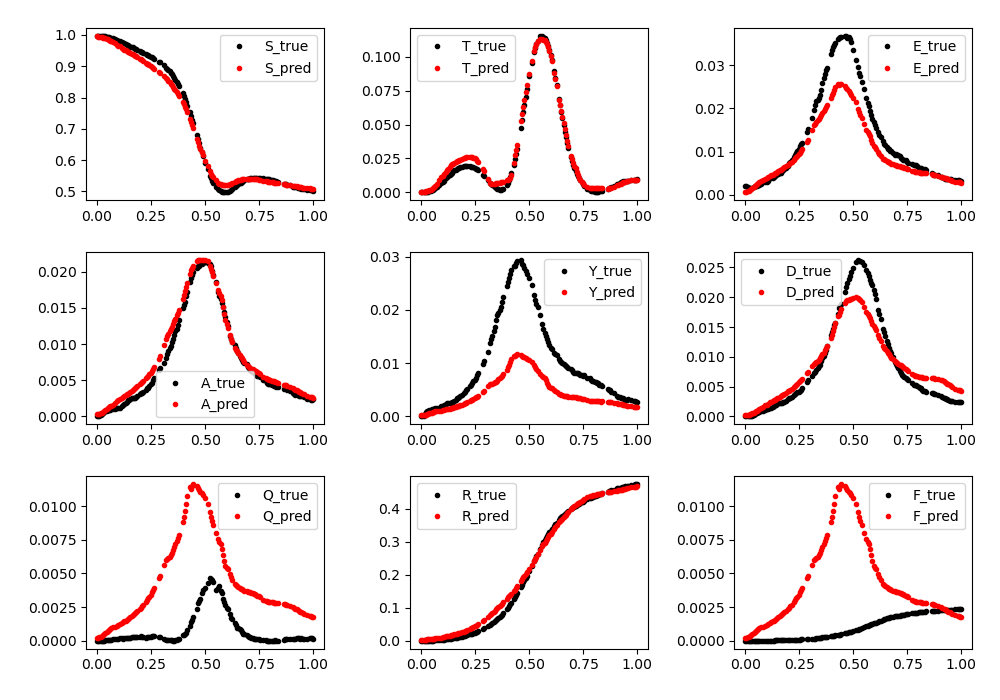 1.0
0.9
0.8
0.7
0.6
0.5
0.00 0.25 0.50 0.75 1.00
S_true
S_pred
0.100
0.075
0.050
0.025
0.000
0.00 0.25 0.50 0.75 1.00
T_true
T_pred
0.03
0.02
0.01
0.00
0.00 0.25 0.50 0.75 1.00
E_true
E_pred
0.020
0.015
0.010
0.005
0.000
0.00 0.25 0.50 0.75 1.00
A_true
A_pred
0.03
0.02
0.01
0.00
0.00 0.25 0.50 0.75 1.00
Y_true
Y_pred
0.025
0.020
0.015
0.010
0.005
0.000
0.00 0.25 0.50 0.75 1.00
D_true
D_pred
0.0100
0.0075
0.0050
0.0025
0.0000
0.00 0.25 0.50 0.75 1.00
Q_true
Q_pred
0.4
0.3
0.2
0.1
0.0
0.00 0.25 0.50 0.75 1.00
R_true
R_pred
0.0100
0.0075
0.0050
0.0025
0.0000
0.00 0.25 0.50 0.75 1.00
F_true
F_pred